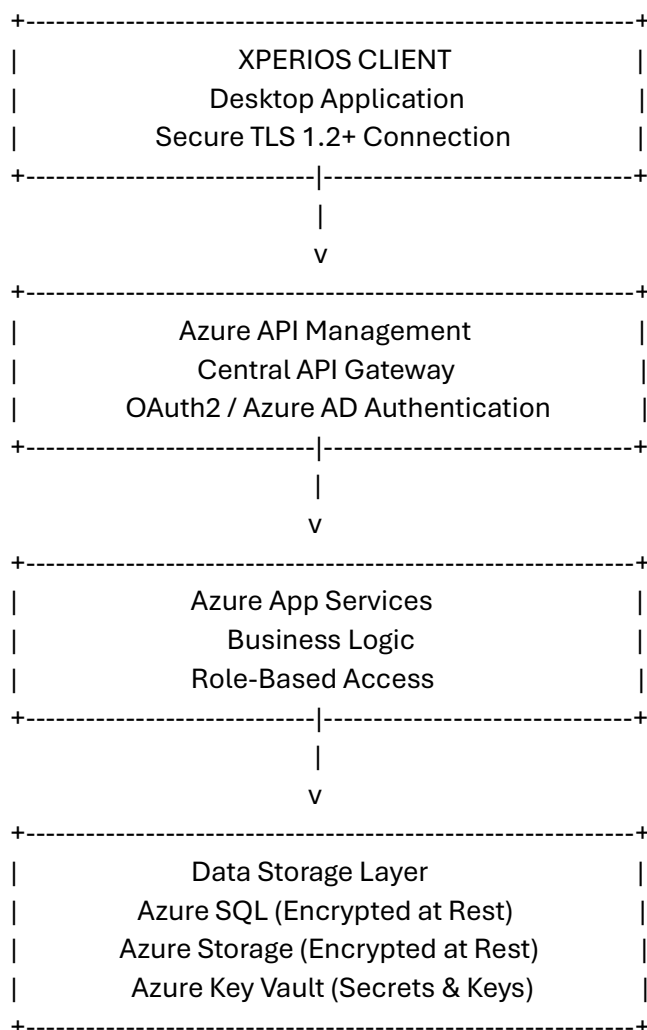 +-------------------------------------------------------------+
| XPERIOS CLIENT |
| Desktop Application |
| Secure TLS 1.2+ Connection |
+-----------------------------|-------------------------------+
|
v
+-------------------------------------------------------------+
| Azure API Management |
| Central API Gateway |
| OAuth2 / Azure AD Authentication |
+-----------------------------|-------------------------------+
|
v
+-------------------------------------------------------------+
| Azure App Services |
| Business Logic |
| Role-Based Access |
+-----------------------------|-------------------------------+
|
v
+-------------------------------------------------------------+
| Data Storage Layer |
| Azure SQL (Encrypted at Rest) |
| Azure Storage (Encrypted at Rest) |
| Azure Key Vault (Secrets & Keys) |
+-------------------------------------------------------------+